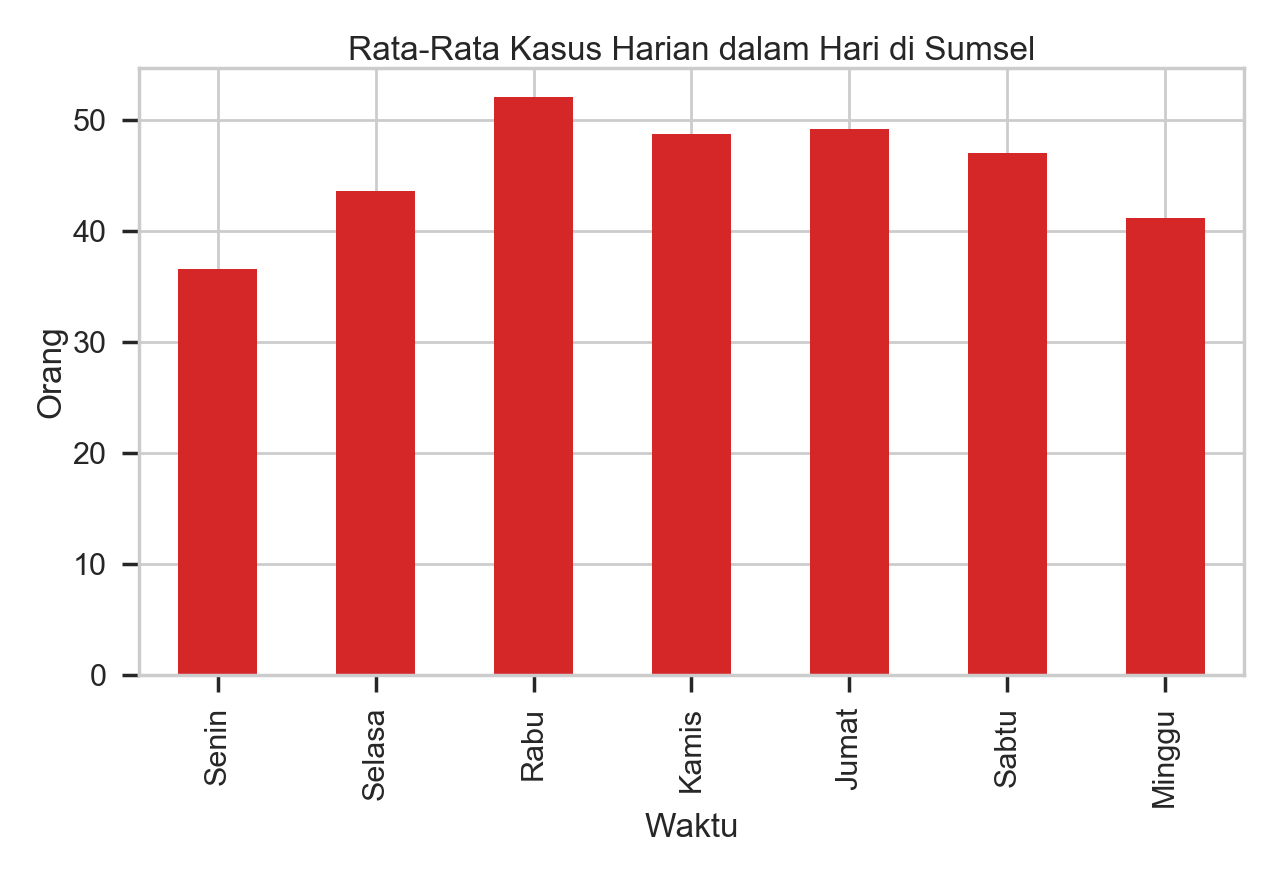 Rata-Rata Kasus Harian dalam Hari di Sumsel
Orang
50
40
30
20
10
0
Senin
Selasa
Rabu
Kamis
Jumat
Sabtu
Minggu
Waktu